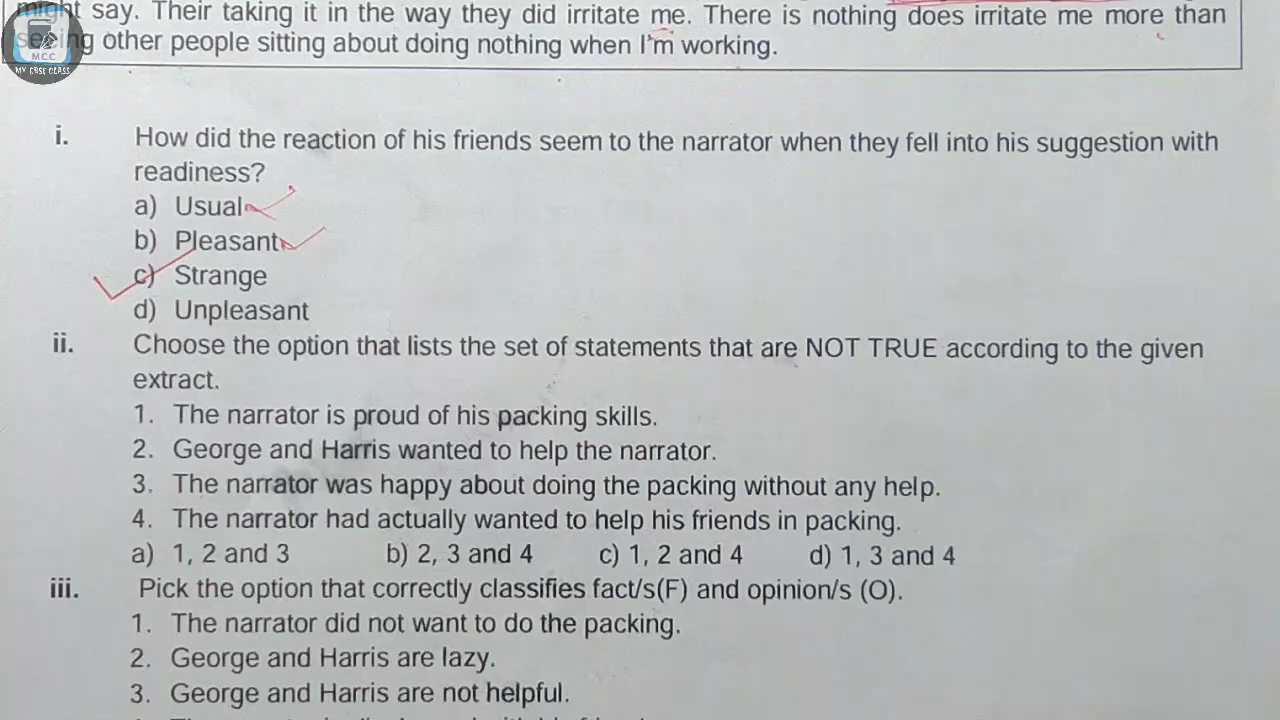 might say. Their taking it in the way they did irritate me. There is nothing does irritate me more than
seeing other people sitting about doing nothing when I'm working.
MCC
MY CBSE CLASS
i. How did the reaction of his friends seem to the narrator when they fell into his suggestion with
readiness?
a) Usual
b) Pleasant
c) Strange
d) Unpleasant
ii. Choose the option that lists the set of statements that are NOT TRUE according to the given
extract.
1. The narrator is proud of his packing skills.
2. George and Harris wanted to help the narrator.
3. The narrator was happy about doing the packing without any help.
4. The narrator had actually wanted to help his friends in packing.
a) 1, 2 and 3 b) 2, 3 and 4 c) 1, 2 and 4 d) 1, 3 and 4
iii. Pick the option that correctly classifies fact/s(F) and opinion/s (O).
1. The narrator did not want to do the packing.
2. George and Harris are lazy.
3. George and Harris are not helpful.